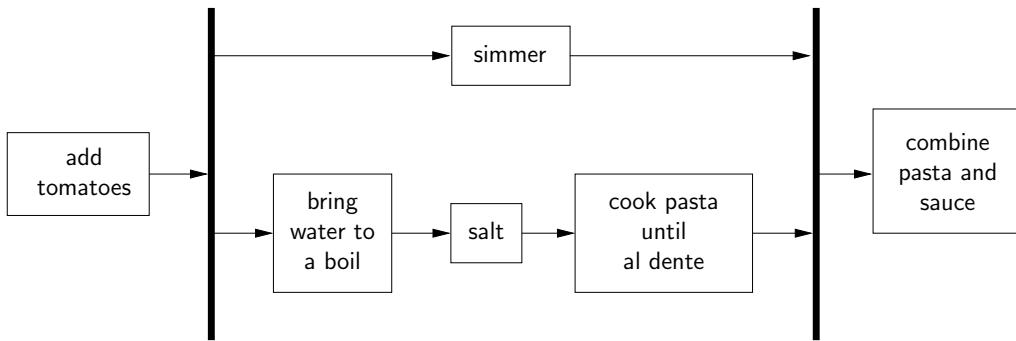 add
tomatoes
simmer
bring
water to
a boil
salt
cook pasta
until
al dente
combine
pasta and
sauce